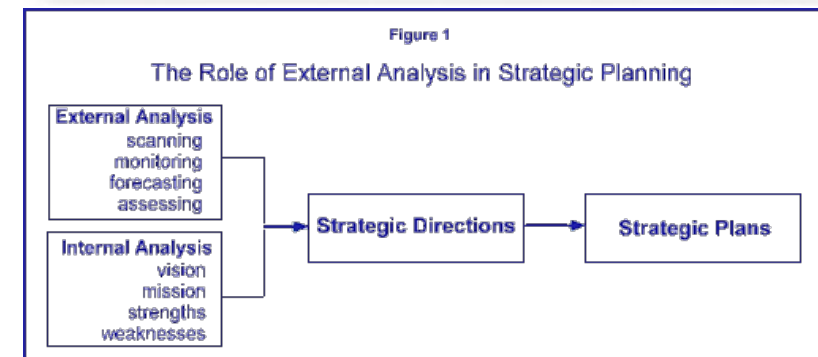 Figure 1
The Role of External Analysis in Strategic Planning
External Analysis
scanning
monitoring
forecasting
assessing
Internal Analysis
vision
mission
strengths
weaknesses
Strategic Directions
Strategic Plans